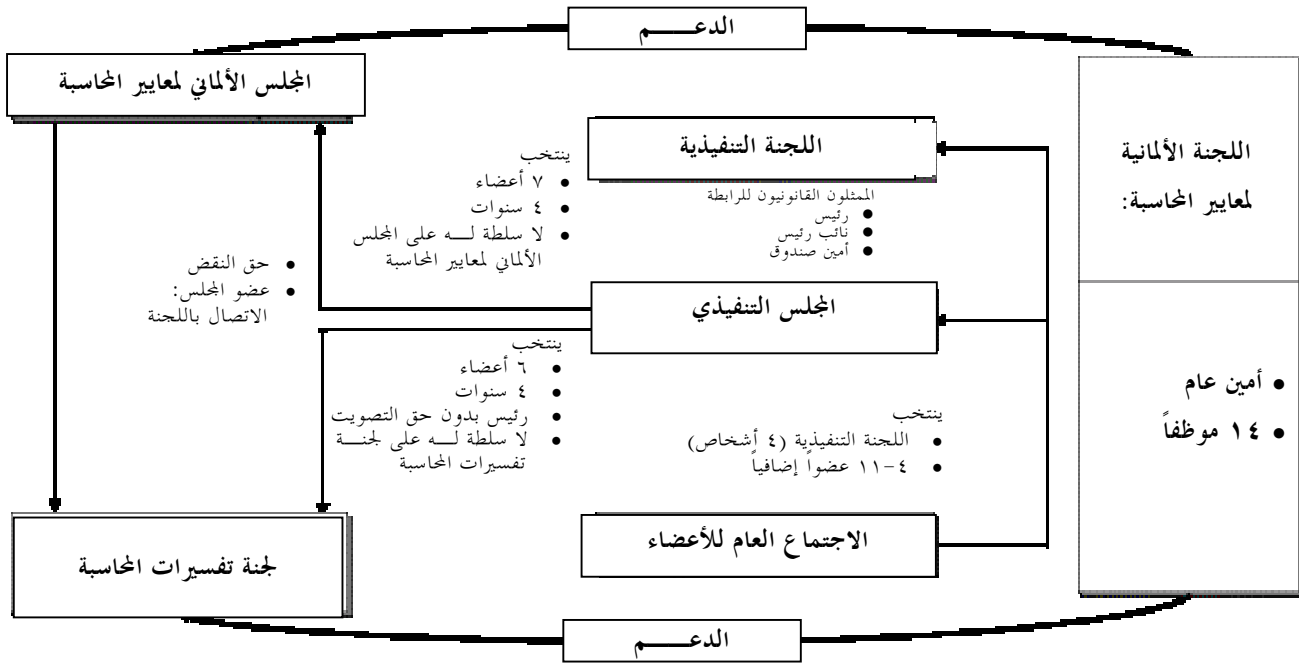 الدعـــــم
المجلس الألماني لمعايير المحاسبة
اللجنة الألمانية
لمعايير المحاسبة:
• أمين عام
• ١٤ موظفاً
اللجنة التنفيذية
الممثلون القانونيون للرابطة
● رئيس
● نائب رئيس
● أمين صندوق
ينتخب
• ٧ أعضاء
• ٤ سنوات
• لا سلطة لـــه على المجلس
الألماني لمعايير المحاسبة
• حق النقض
• عضو المجلس:
الاتصال باللجنة
المجلس التنفيذي
ينتخب
• ٦ أعضاء
• ٤ سنوات
• رئيس بدون حق التصويت
• لا سلطة لـــه على لجنـــة
تفسيرات المحاسبة
ينتخب
• اللجنة التنفيذية (٤ أشخاص)
• ٤-١١ عضواً إضافياً
الاجتماع العام للأعضاء
لجنة تفسيرات المحاسبة
الدعـــــم